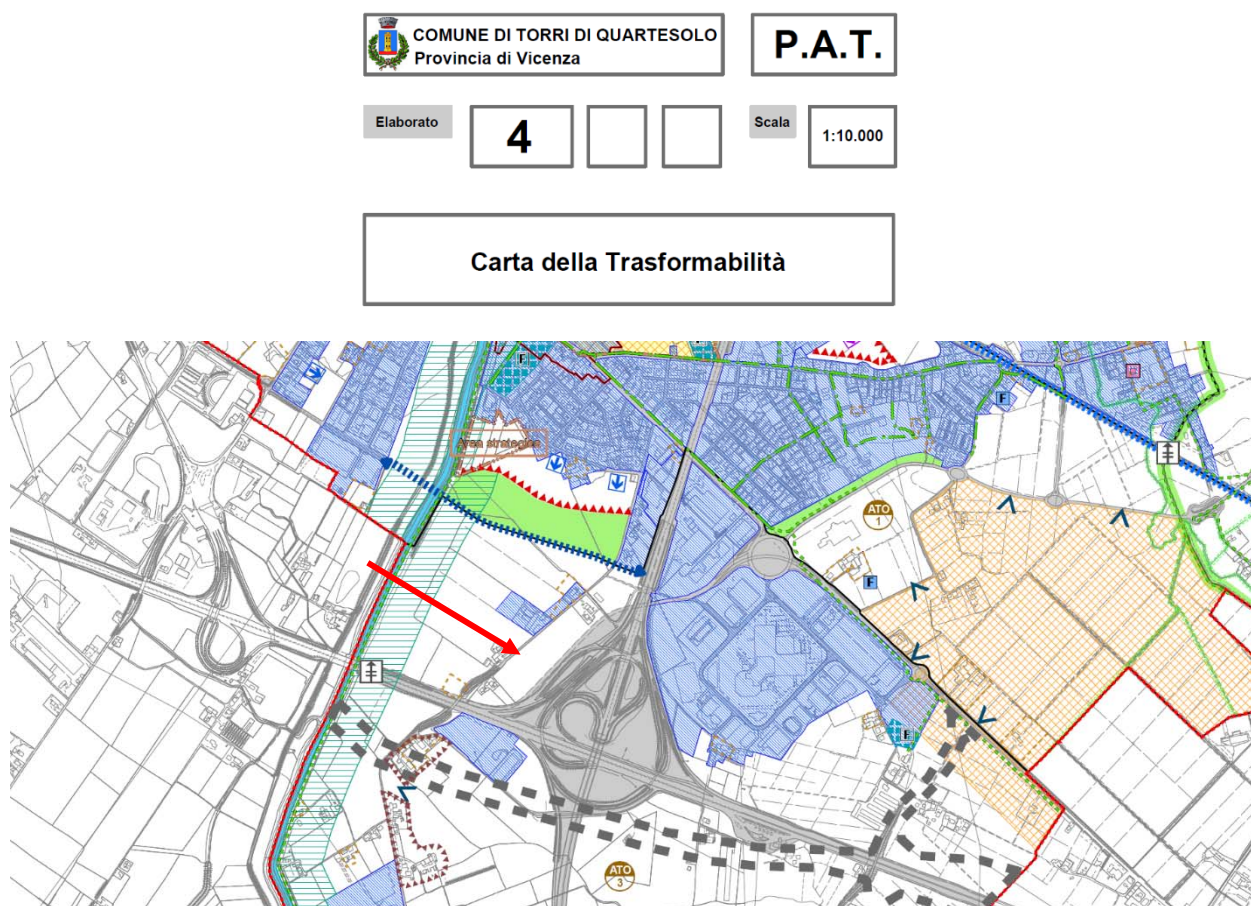 COMUNE DI TORRI DI QUARTESOLO
Provincia di Vicenza
P.A.T.
Elaborato
4
Scala
1:10.000
Carta della Trasformabilità
F
F
F
Area strategica
ATO
1
F
F
ATO
3